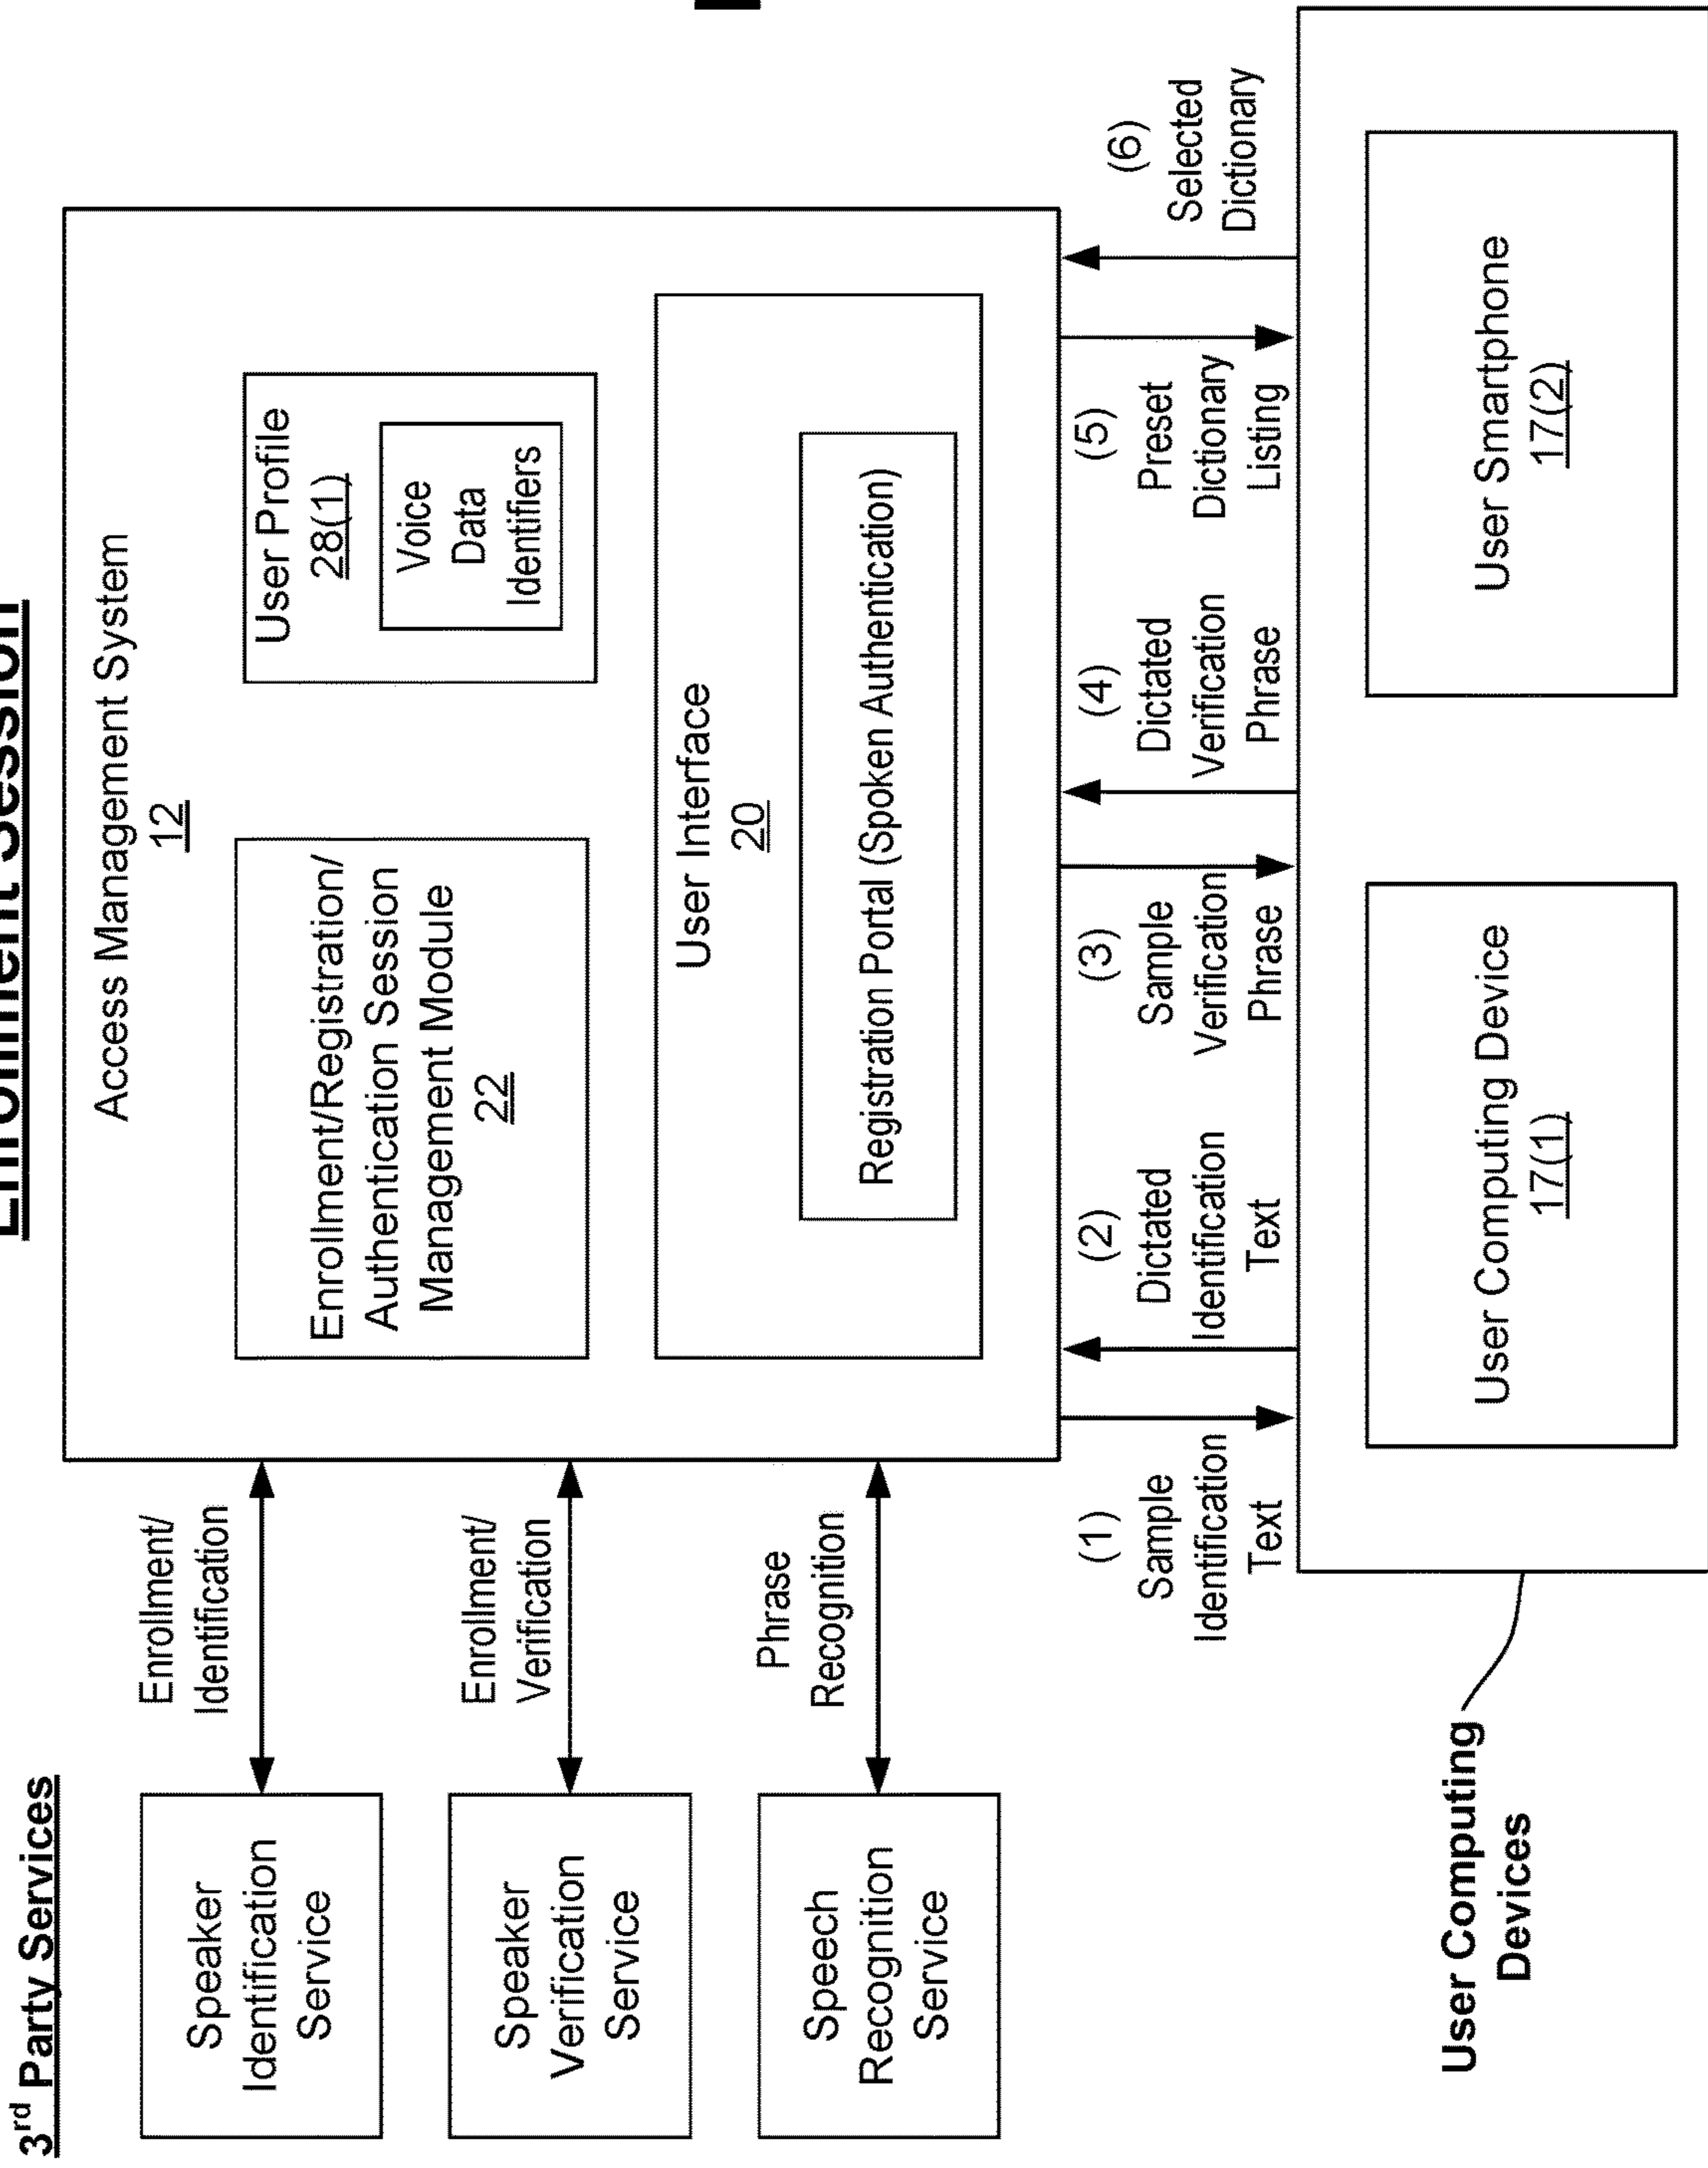 Enrollment Session
3rd Party Services
Speaker
Identification
Service
Speaker
Verification
Service
Speech
Recognition
Service
Enrollment/
Identification
Enrollment/
Verification
Phrase
Recognition
Access Management System
12
Enrollment/Registration/
Authentication Session
Management Module
22
User Profile
28(1)
Voice
Data
Identifiers
User Interface
20
Registration Portal (Spoken Authentication)
(1)
Sample
Identification
Text
(2)
Dictated
Identification
Text
(3)
Sample
Verification
Phrase
(4)
Dictated
Verification
Phrase
(5)
Preset
Dictionary
Listing
(6)
Selected
Dictionary
User Computing
Devices
User Computing Device
17(1)
User Smartphone
17(2)